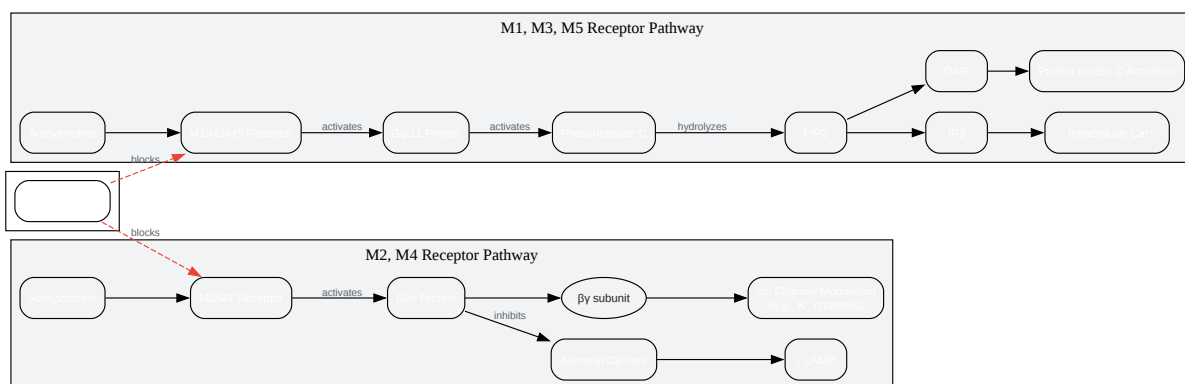 M1, M3, M5 Receptor Pathway
DAG
Protein Kinase C Activation
Acetylcholine
M1/M3/M5 Receptor
activates
Gq/11 Protein
activates
Phospholipase C
hydrolyzes
PIP2
IP3
↑ Intracellular Ca²⁺
blocks
blocks
M2, M4 Receptor Pathway
Acetylcholine
M2/M4 Receptor
activates
Gi/o Protein
βγ subunit
Ion Channel Modulation
(e.g., K⁺ channels)
inhibits
Adenylyl Cyclase
↓ cAMP